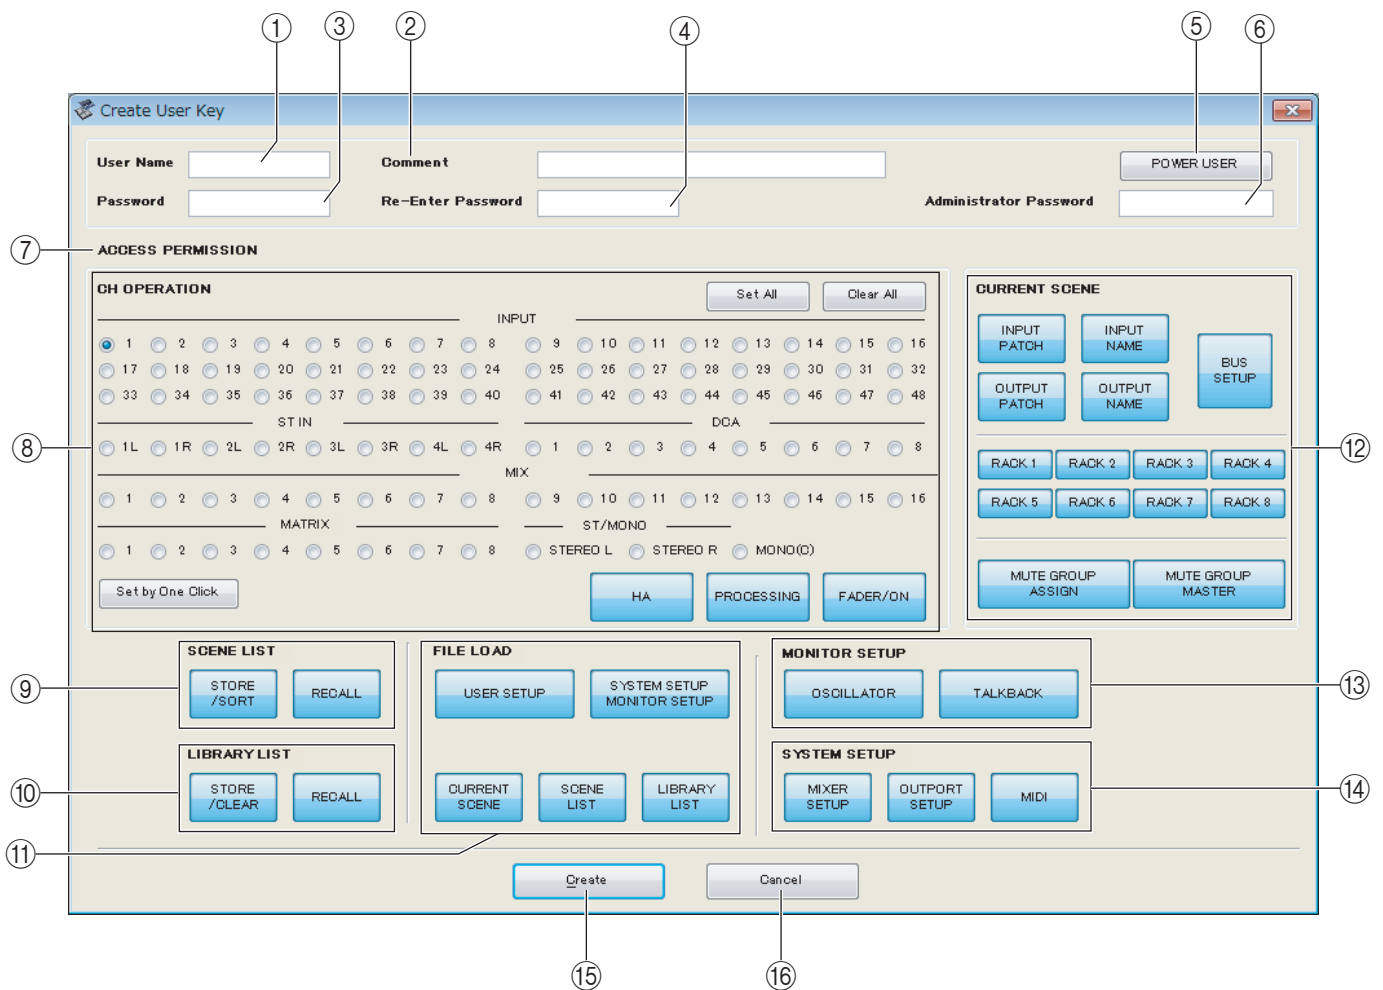 ① ③ ② ④ ⑤ ⑥
Create User Key
User Name Comment POWER USER
Password Re-Enter Password Administrator Password
⑦ ACCESS PERMISSION
CH OPERATION Set All Clear All
INPUT
1 2 3 4 5 6 7 8 9 10 11 12 13 14 15 16
17 18 19 20 21 22 23 24 25 26 27 28 29 30 31 32
33 34 35 36 37 38 39 40 41 42 43 44 45 46 47 48
ST IN DCA
⑧ 1L 1R 2L 2R 3L 3R 4L 4R 1 2 3 4 5 6 7 8
MIX
1 2 3 4 5 6 7 8 9 10 11 12 13 14 15 16
MATRIX ST/MONO
1 2 3 4 5 6 7 8 STEREO L STEREO R MONO(C)
Set by One Click HA PROCESSING FADER/ON
CURRENT SCENE
INPUT
PATCH
INPUT
NAME
BUS
SETUP
OUTPUT
PATCH
OUTPUT
NAME
⑫
RACK 1 RACK 2 RACK 3 RACK 4
RACK 5 RACK 6 RACK 7 RACK 8
MUTE GROUP
ASSIGN
MUTE GROUP
MASTER
SCENE LIST
⑨
STORE
/SORT
RECALL
LIBRARY LIST
⑩
STORE
/CLEAR
RECALL
FILE LOAD
USER SETUP
SYSTEM SETUP
MONITOR SETUP
CURRENT
SCENE
SCENE
LIST
LIBRARY
LIST
⑪
MONITOR SETUP
OSCILLATOR TALKBACK ⑬
SYSTEM SETUP
MIXER
SETUP
OUTPORT
SETUP
MIDI
⑭
Create Cancel
⑮ ⑯